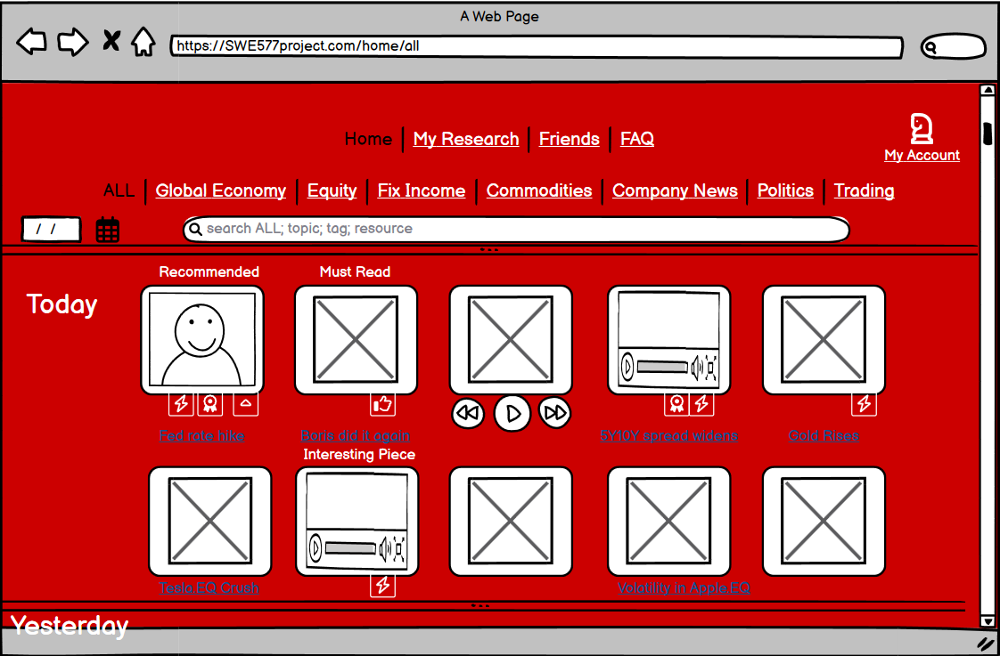 A Web Page
https://SWE577project.com/home/all
Home My Research Friends FAQ
My Account
ALL Global Economy Equity Fix Income Commodities Company News Politics Trading
/ /
search ALL; topic; tag; resource
Recommended Must Read
Today
Fed rate hike Boris did it again 5Y10Y spread widens Gold Rises
Interesting Piece
Tesla.EQ Crush Volatility in Apple.EQ
Yesterday